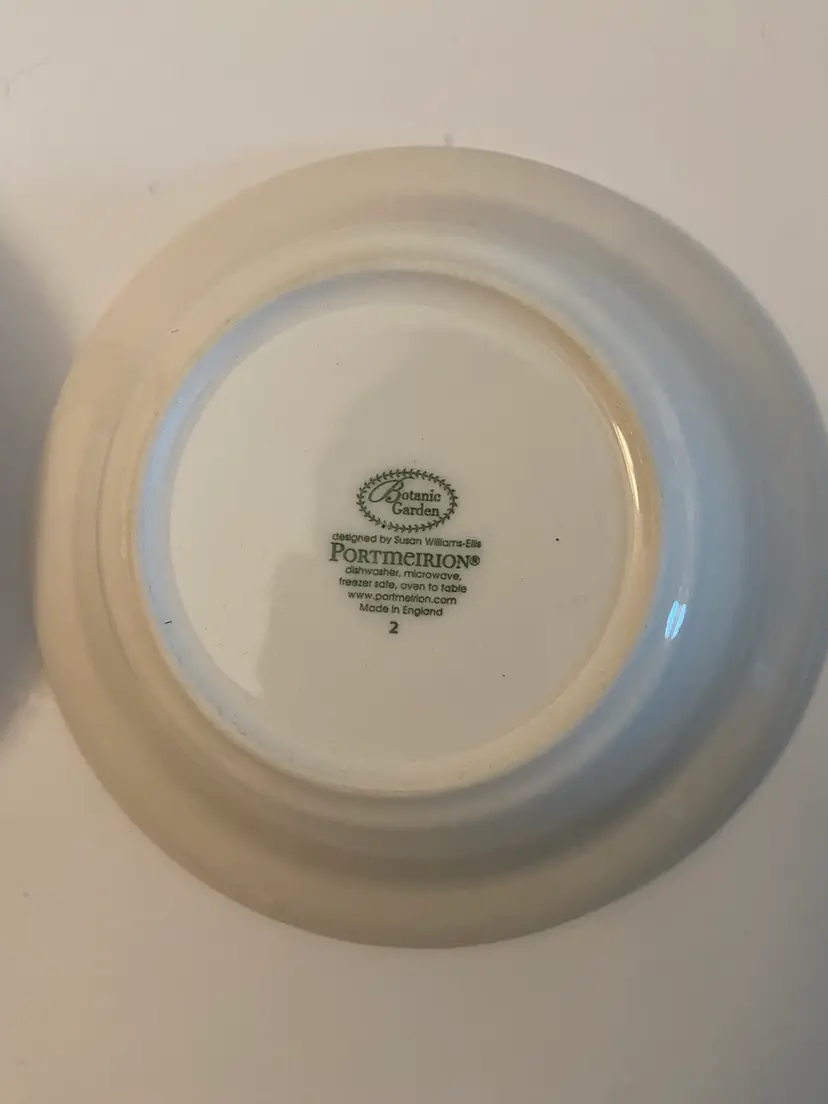 Botanic
Garden
designed by Susan Williams-Ellis
PORTMEIRION®
dishwasher, microwave,
freezer safe, oven to table
www.portmeirion.com
Made in England
2